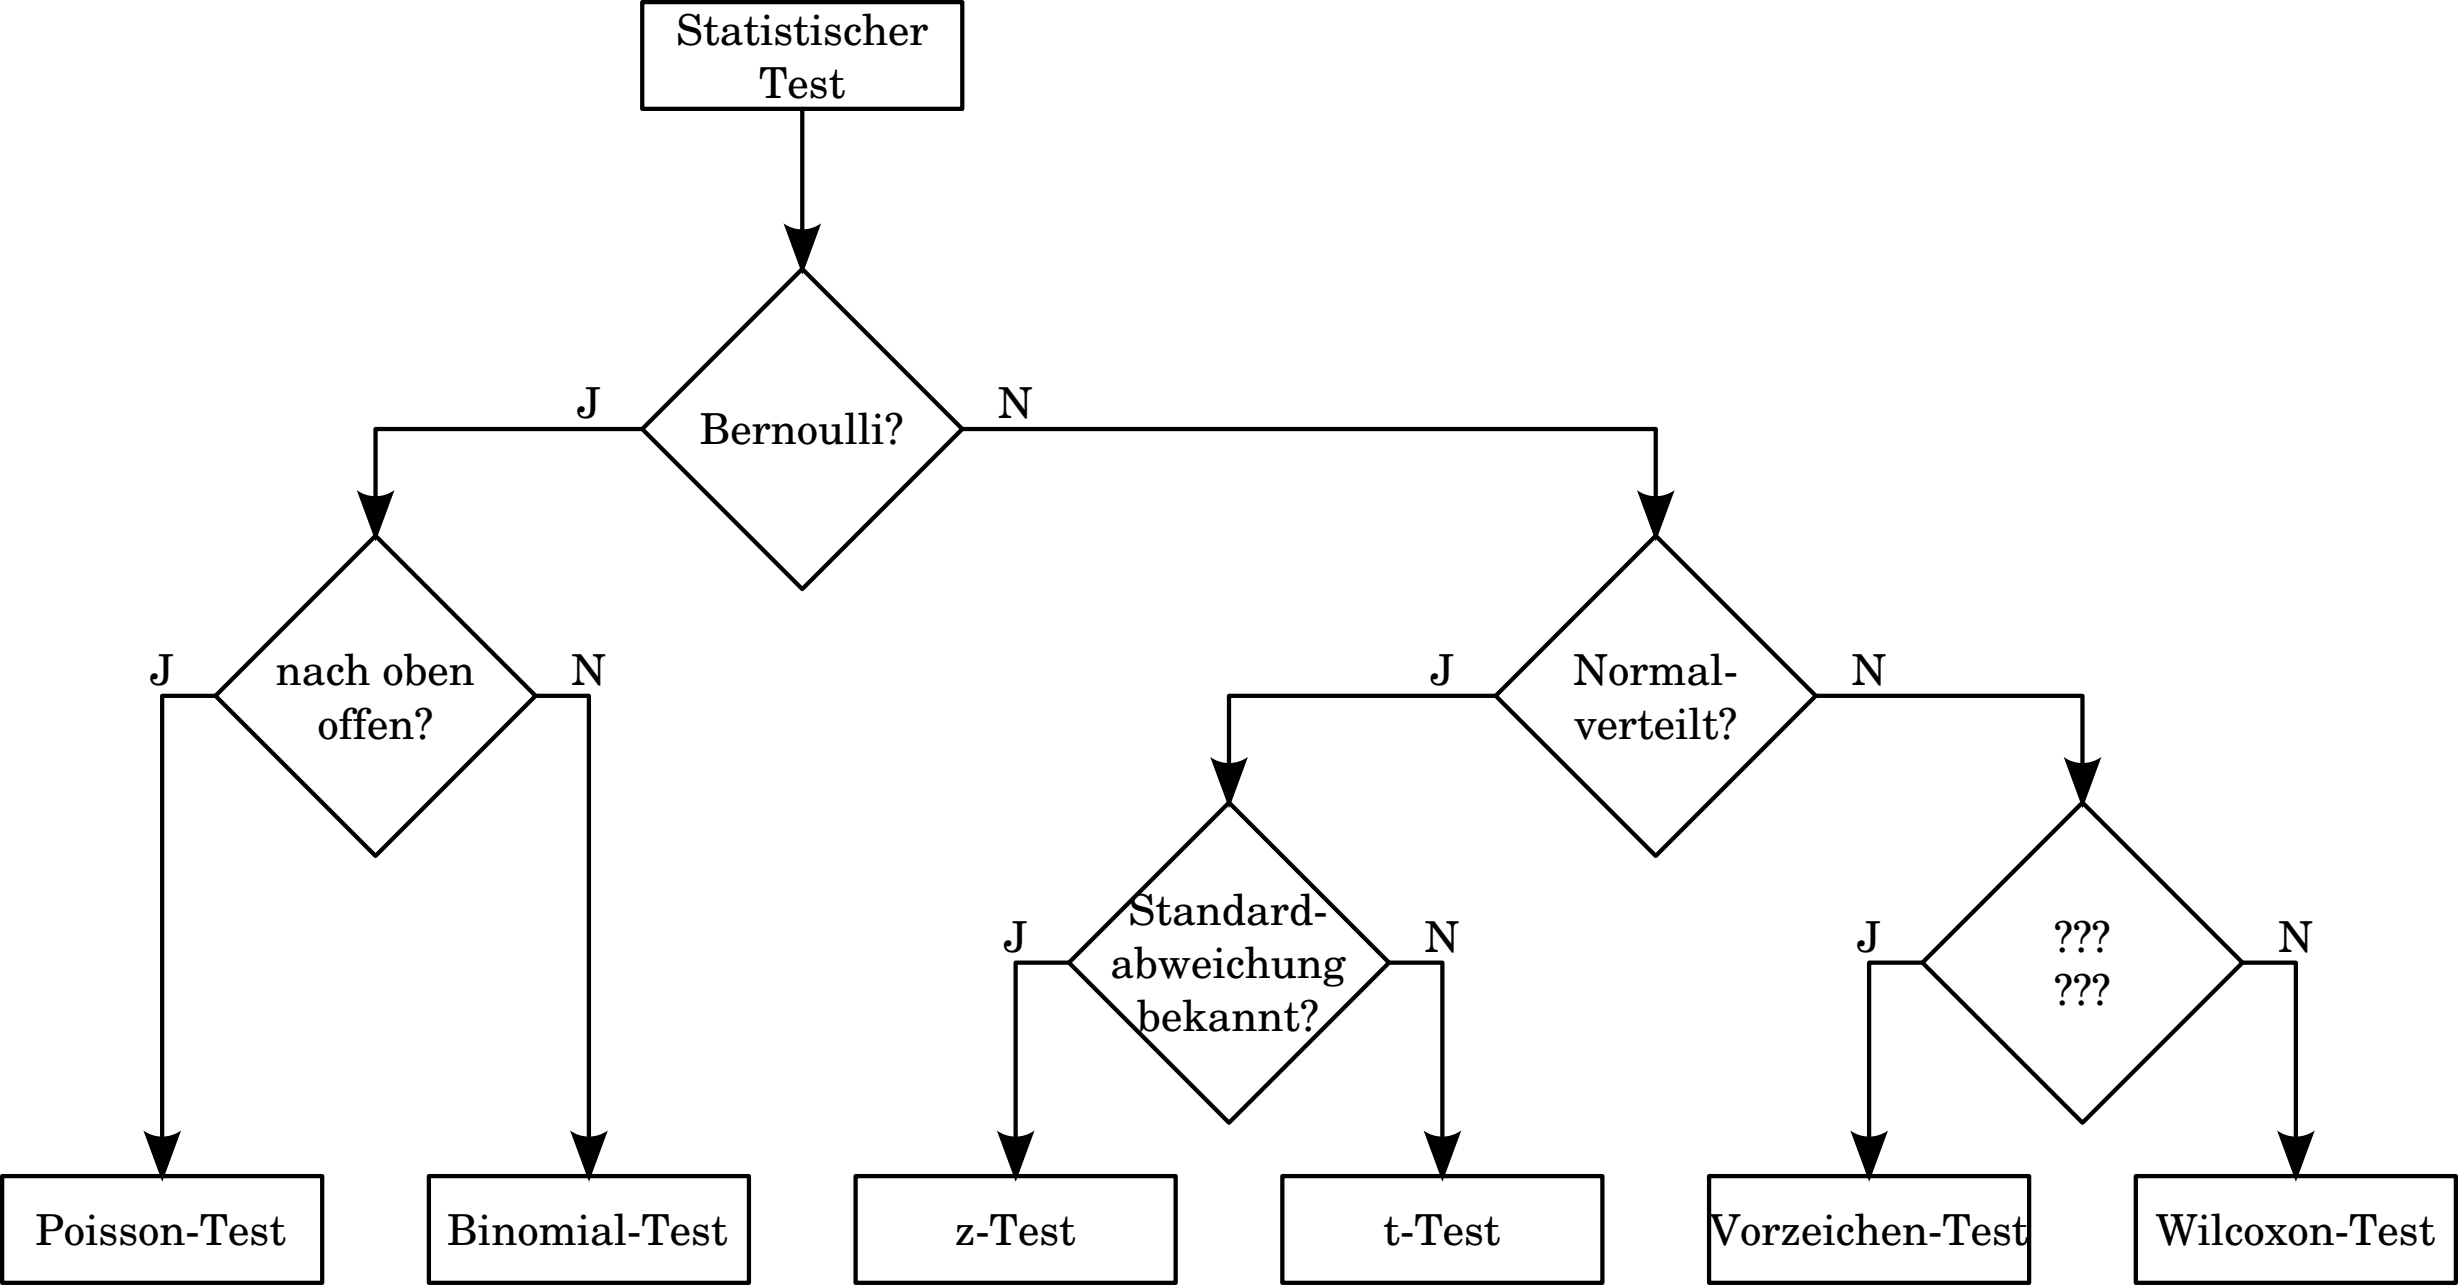 Statistischer
Test
J
N
Bernoulli?
J
nach oben
offen?
N
J
Normal-
verteilt?
N
J
Standard-
abweichung
bekannt?
N
J
???
???
N
Poisson-Test
Binomial-Test
z-Test
t-Test
Vorzeichen-Test
Wilcoxon-Test